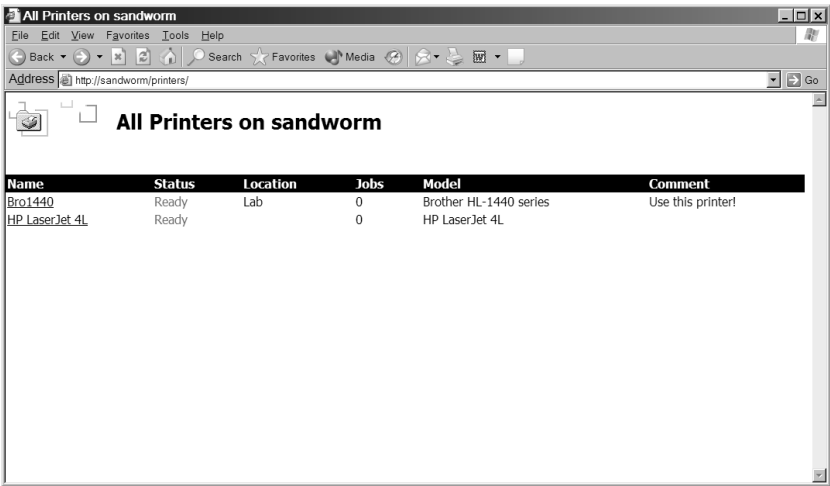 All Printers on sandworm
File Edit View Favorites Tools Help
Back Search Favorites Media W
Address http://sandworm/printers/ Go
All Printers on sandworm
Name Status Location Jobs Model Comment
Bro1440 Ready Lab 0 Brother HL-1440 series Use this printer!
HP LaserJet 4L Ready 0 HP LaserJet 4L